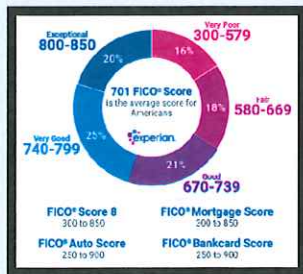 Exceptional
800-850
20%
Very Poor
300-579
16%
701 FICO® Score
is the average score for
Americans
experian.
Fair
580-669
18%
Very Good
740-799
25%
21%
Good
670-739
FICO® Score 8
300 to 850
FICO® Mortgage Score
300 to 850
FICO® Auto Score
250 to 900
FICO® Bankcard Score
250 to 900